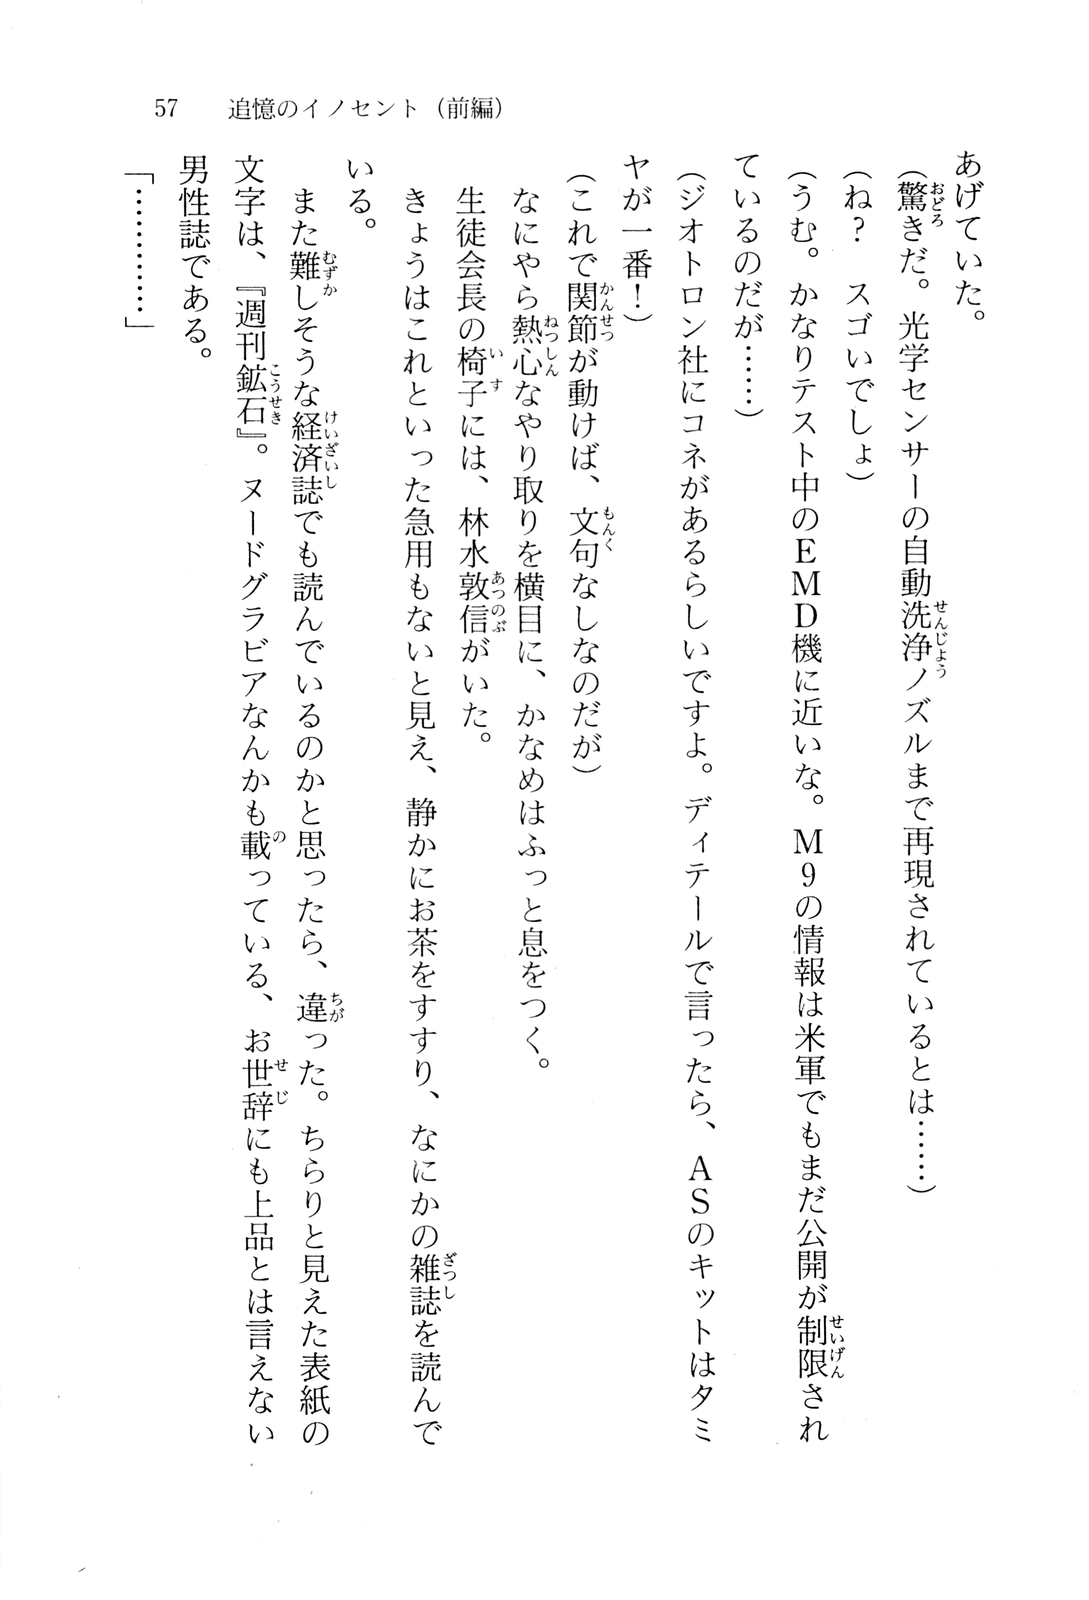 57　追憶のイノセント（前編）
あげていた。
（驚きだ。光学センサーの自動洗浄ノズルまで再現されているとは……）
（ね？　スゴいでしょ）
（うむ。かなりテスト中のＥＭＤ機に近いな。Ｍ９の情報は米軍でもまだ公開が制限され
ているのだが……）
（ジオトロン社にコネがあるらしいですよ。ディテールで言ったら、ＡＳのキットはタミ
ヤが一番！）
（これで関節が動けば、文句なしなのだが）
　なにやら熱心なやり取りを横目に、かなめはふっと息をつく。
　生徒会長の椅子には、林水敦信がいた。
　きょうはこれといった急用もないと見え、静かにお茶をすすり、なにかの雑誌を読んで
いる。
　また難しそうな経済誌でも読んでいるのかと思ったら、違った。ちらりと見えた表紙の
文字は、『週刊鉱石』。ヌードグラビアなんかも載っている、お世辞にも上品とは言えない
男性誌である。
「…………」